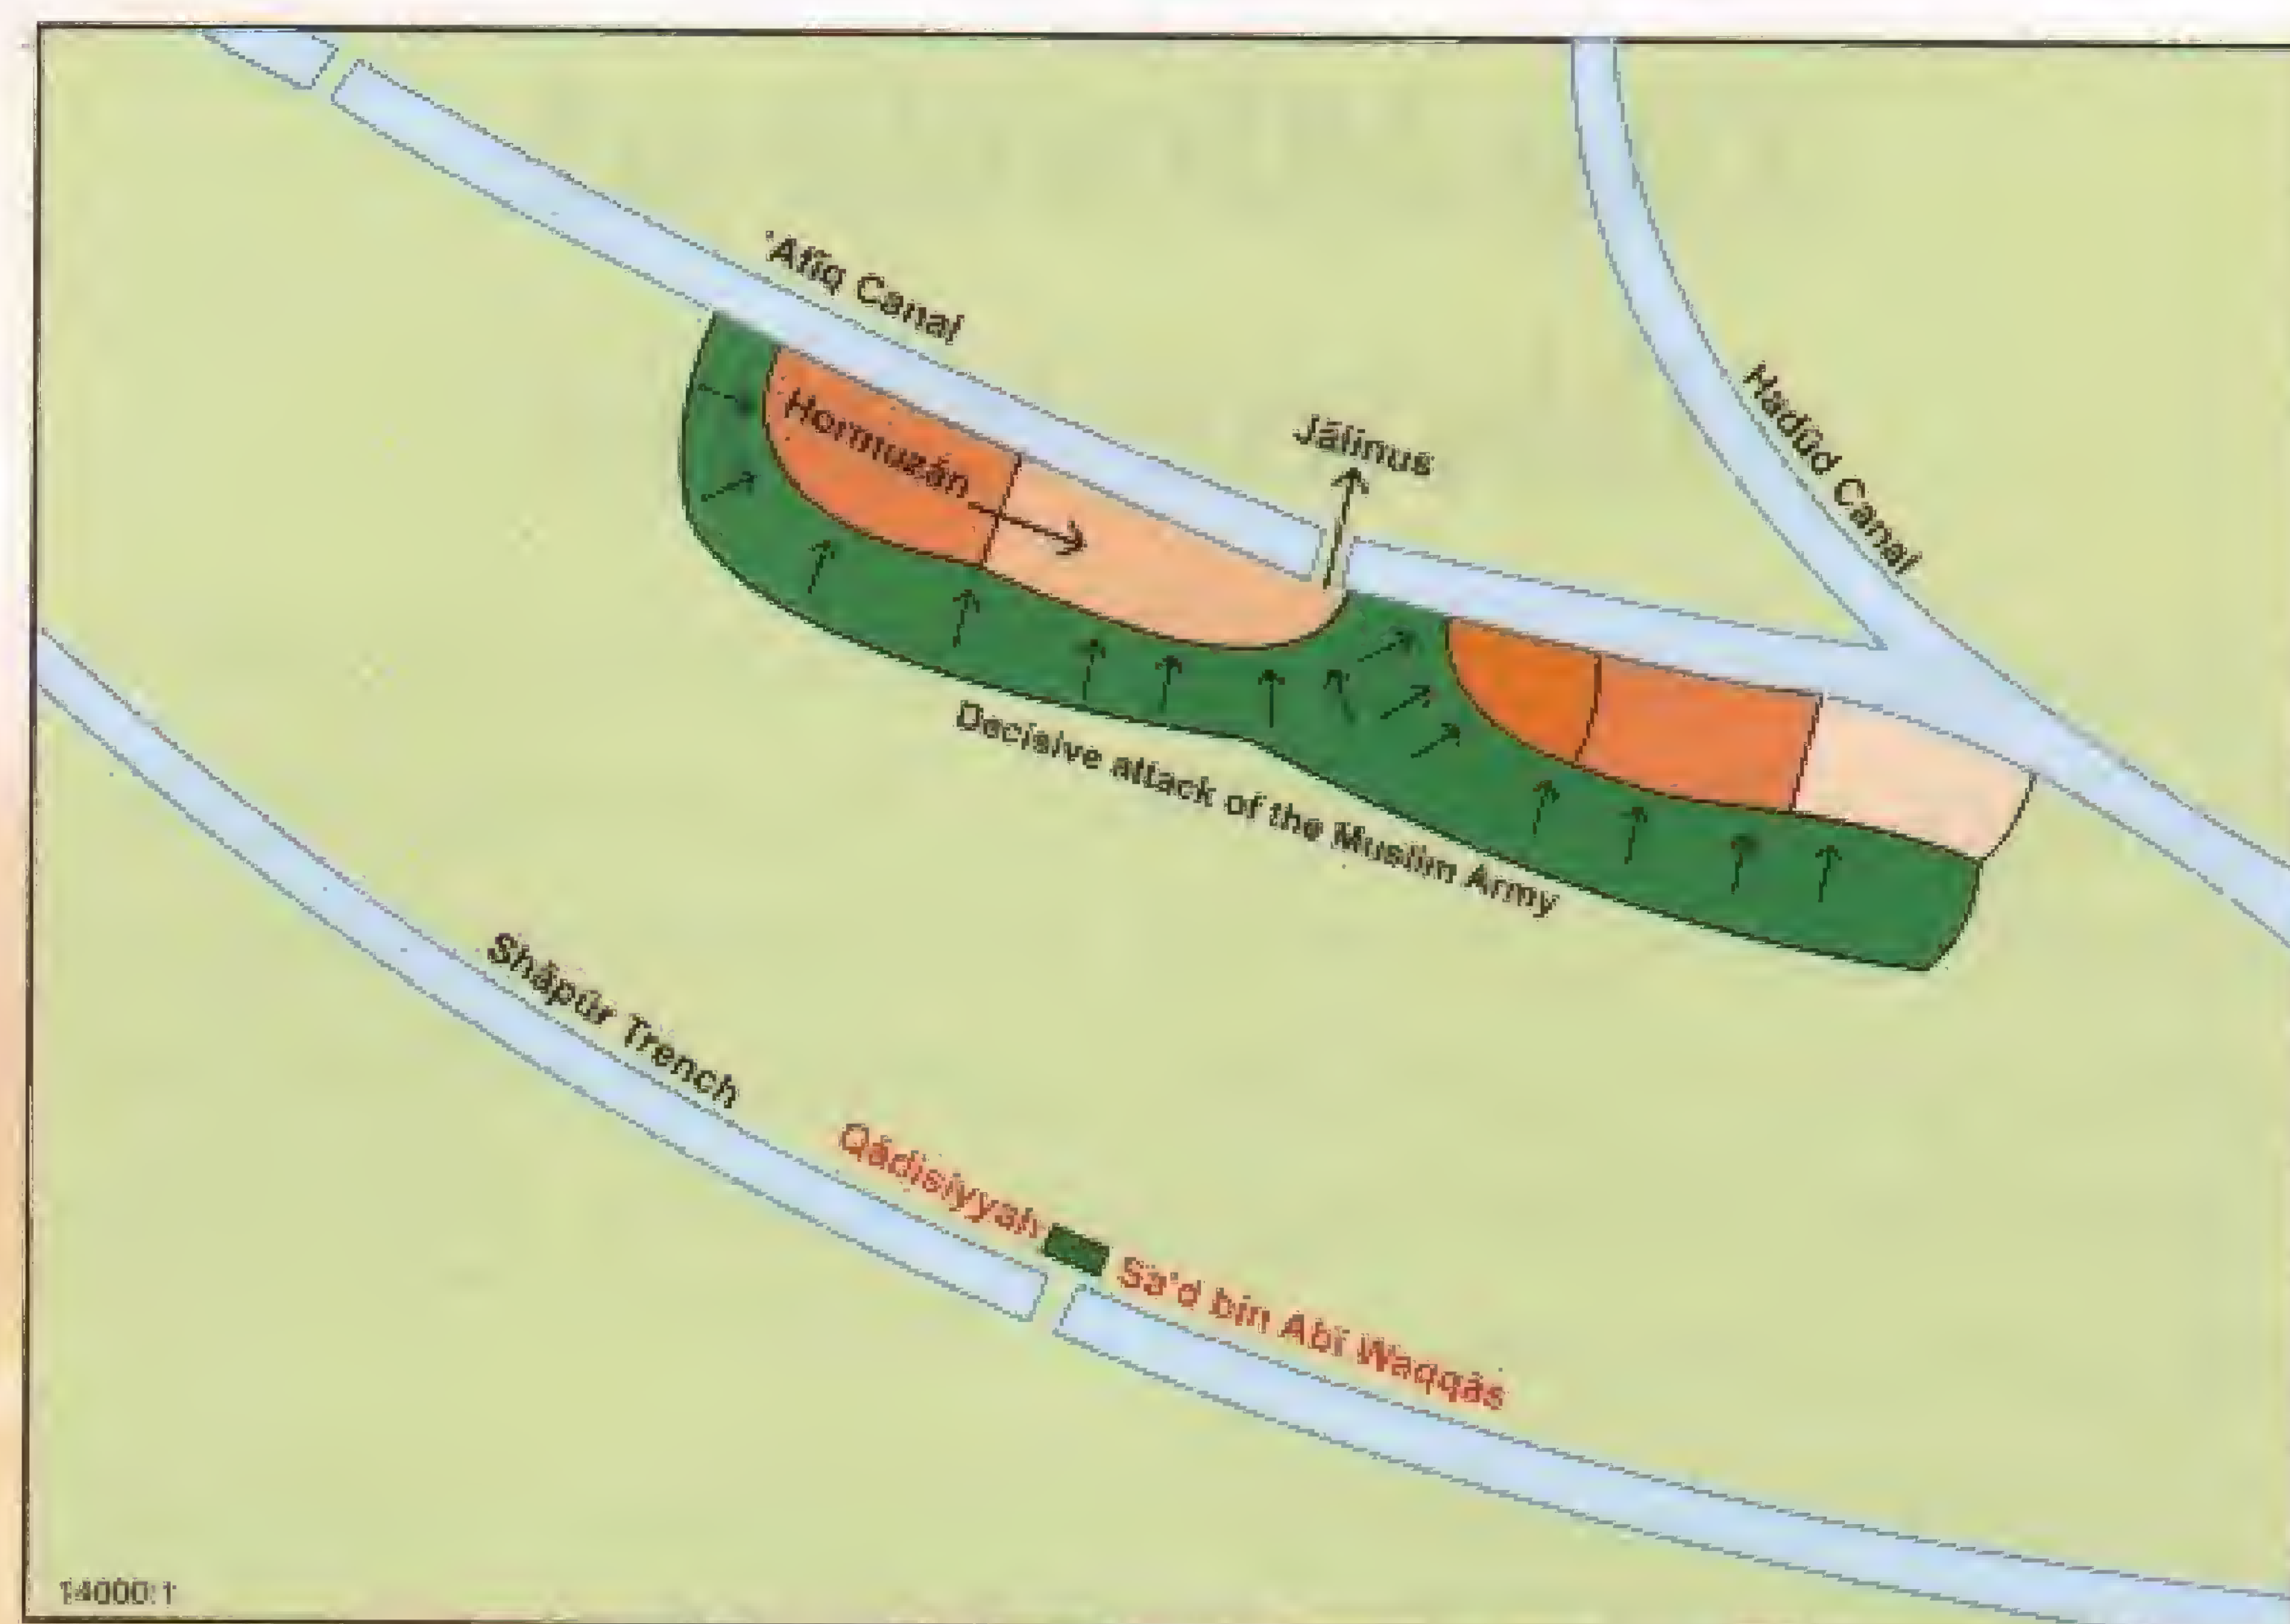 'Atīq Canal
Hadūd Canal
Jālinus
Hormuzān
Decisive attack of the Muslim Army
Shāpūr Trench
Qādisiyyah
Sa'd bin Abī Waqqās
14000:1